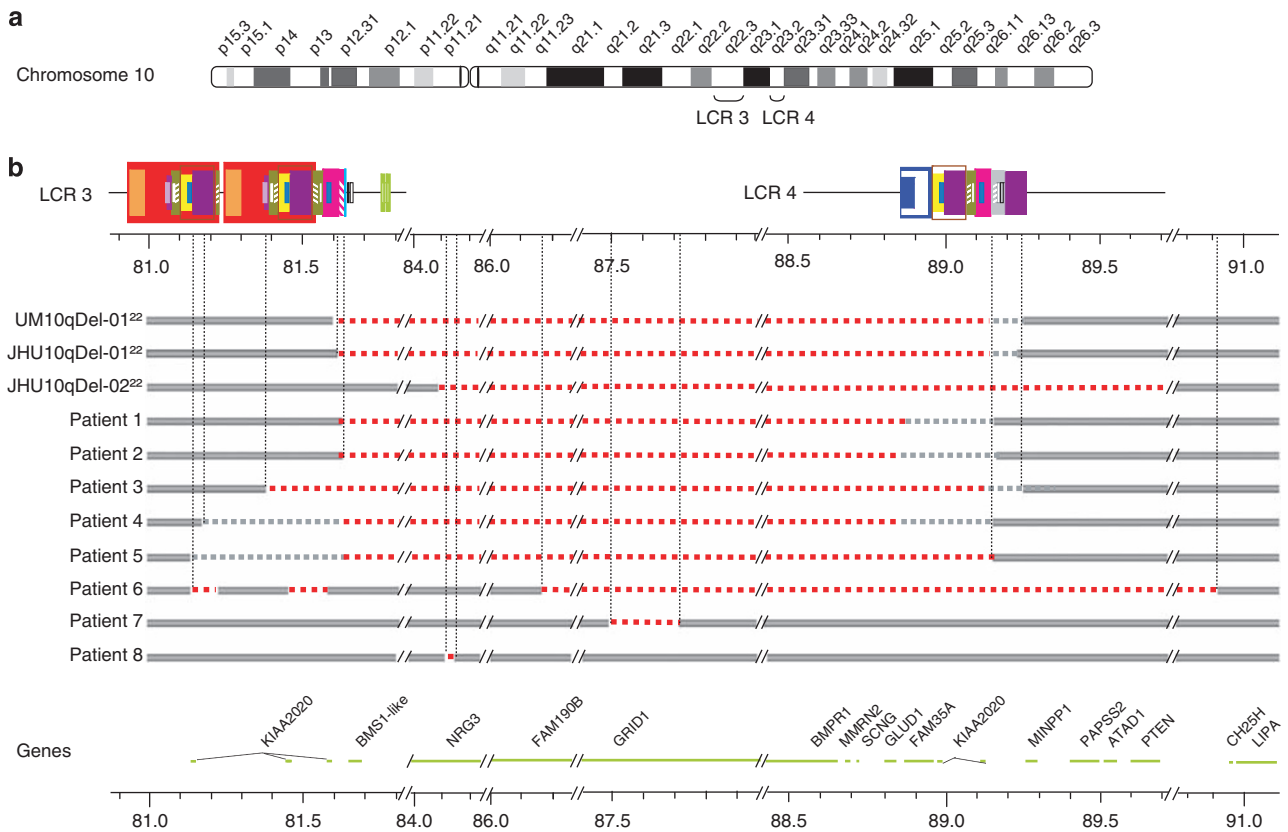 a
p15.3 p15.1 p14 p13 p12.31 p12.1 p11.22 p11.21 q11.21 q11.22 q11.23 q21.1 q21.2 q21.3 q22.1 q22.2 q22.3 q23.1 q23.2 q23.31 q23.33 q24.1 q24.2 q24.32 q25.1 q25.2 q25.3 q26.11 q26.13 q26.2 q26.3
Chromosome 10
LCR 3 LCR 4
b
LCR 3 LCR 4
81.0 81.5 84.0 86.0 87.5 88.5 89.0 89.5 91.0
UM10qDel-01²²
JHU10qDel-01²²
JHU10qDel-02²²
Patient 1
Patient 2
Patient 3
Patient 4
Patient 5
Patient 6
Patient 7
Patient 8
KIAA2020 BMS1-like NRG3 FAM190B GRID1 BMPR1 MMRN2 SCNG GLUD1 FAM35A KIAA2020 MINPP1 PAPSS2 ATAD1 PTEN CH25H LIPA
Genes
81.0 81.5 84.0 86.0 87.5 88.5 89.0 89.5 91.0